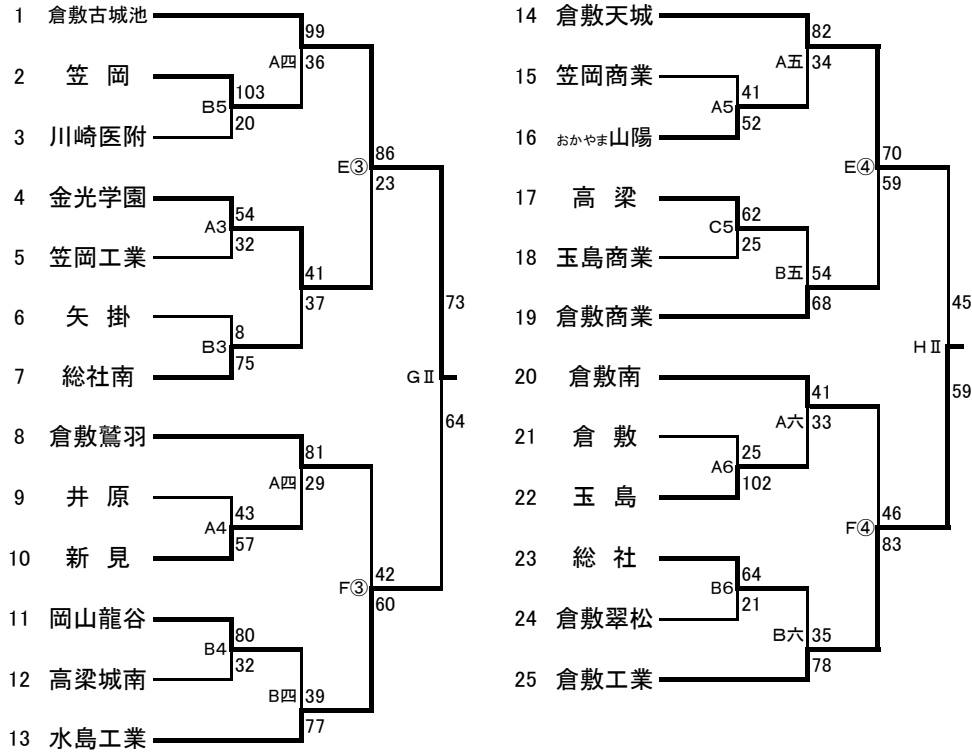 1 倉敷古城池
2 笠 岡
3 川崎医附
4 金光学園
5 笠岡工業
6 矢 掛
7 総社南
8 倉敷鷲羽
9 井 原
10 新 見
11 岡山龍谷
12 高梁城南
13 水島工業
99
A四 36
103
B5
20
86
E③
23
54
A3
32
41
37
8
B3
75
73
GⅡ
64
81
A四 29
43
A4
57
42
F③
60
80
B4
32
B四 39
77
14 倉敷天城
15 笠岡商業
16 おかやま山陽
17 高 梁
18 玉島商業
19 倉敷商業
20 倉敷南
21 倉 敷
22 玉 島
23 総 社
24 倉敷翠松
25 倉敷工業
82
A五 34
41
A5
52
70
E④
59
62
C5
25
B五 54
68
45
HⅡ
59
41
A六 33
25
A6
102
46
F④
83
64
B6
21
B六 35
78